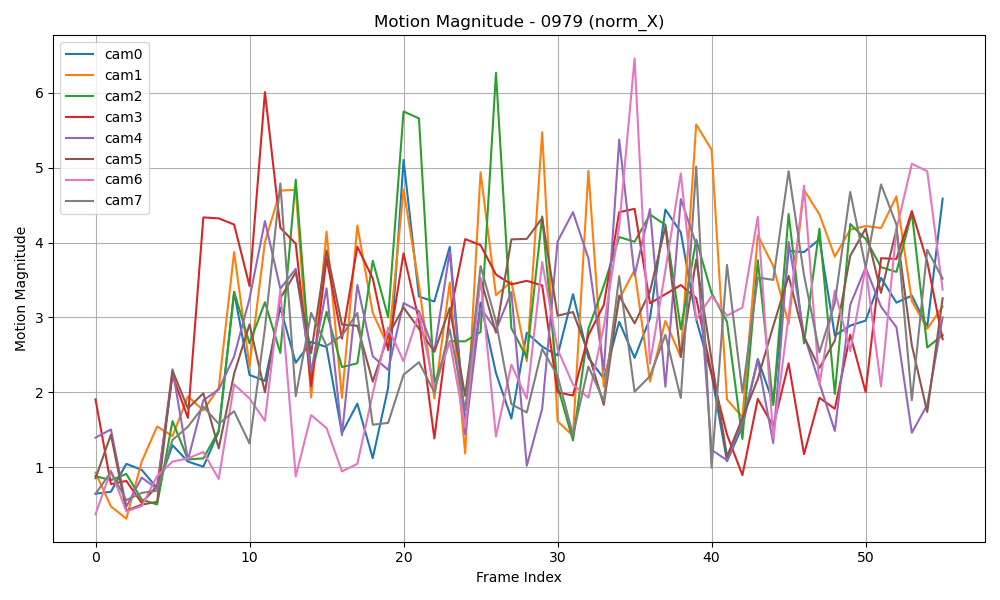 Motion Magnitude - 0979 (norm_X)
cam0
cam1
cam2
cam3
cam4
cam5
cam6
cam7
Motion Magnitude
6
5
4
3
2
1
0
10
20
30
40
50
Frame Index